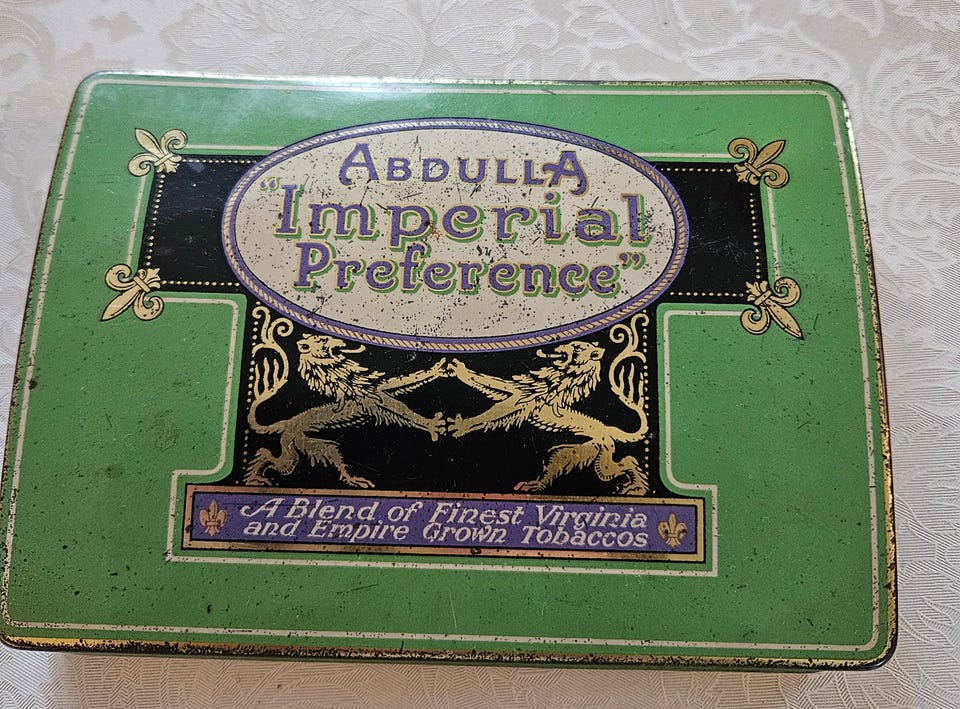 ABDULLA
"Imperial
Preference"
A Blend of Finest Virginia
and Empire Grown Tobaccos